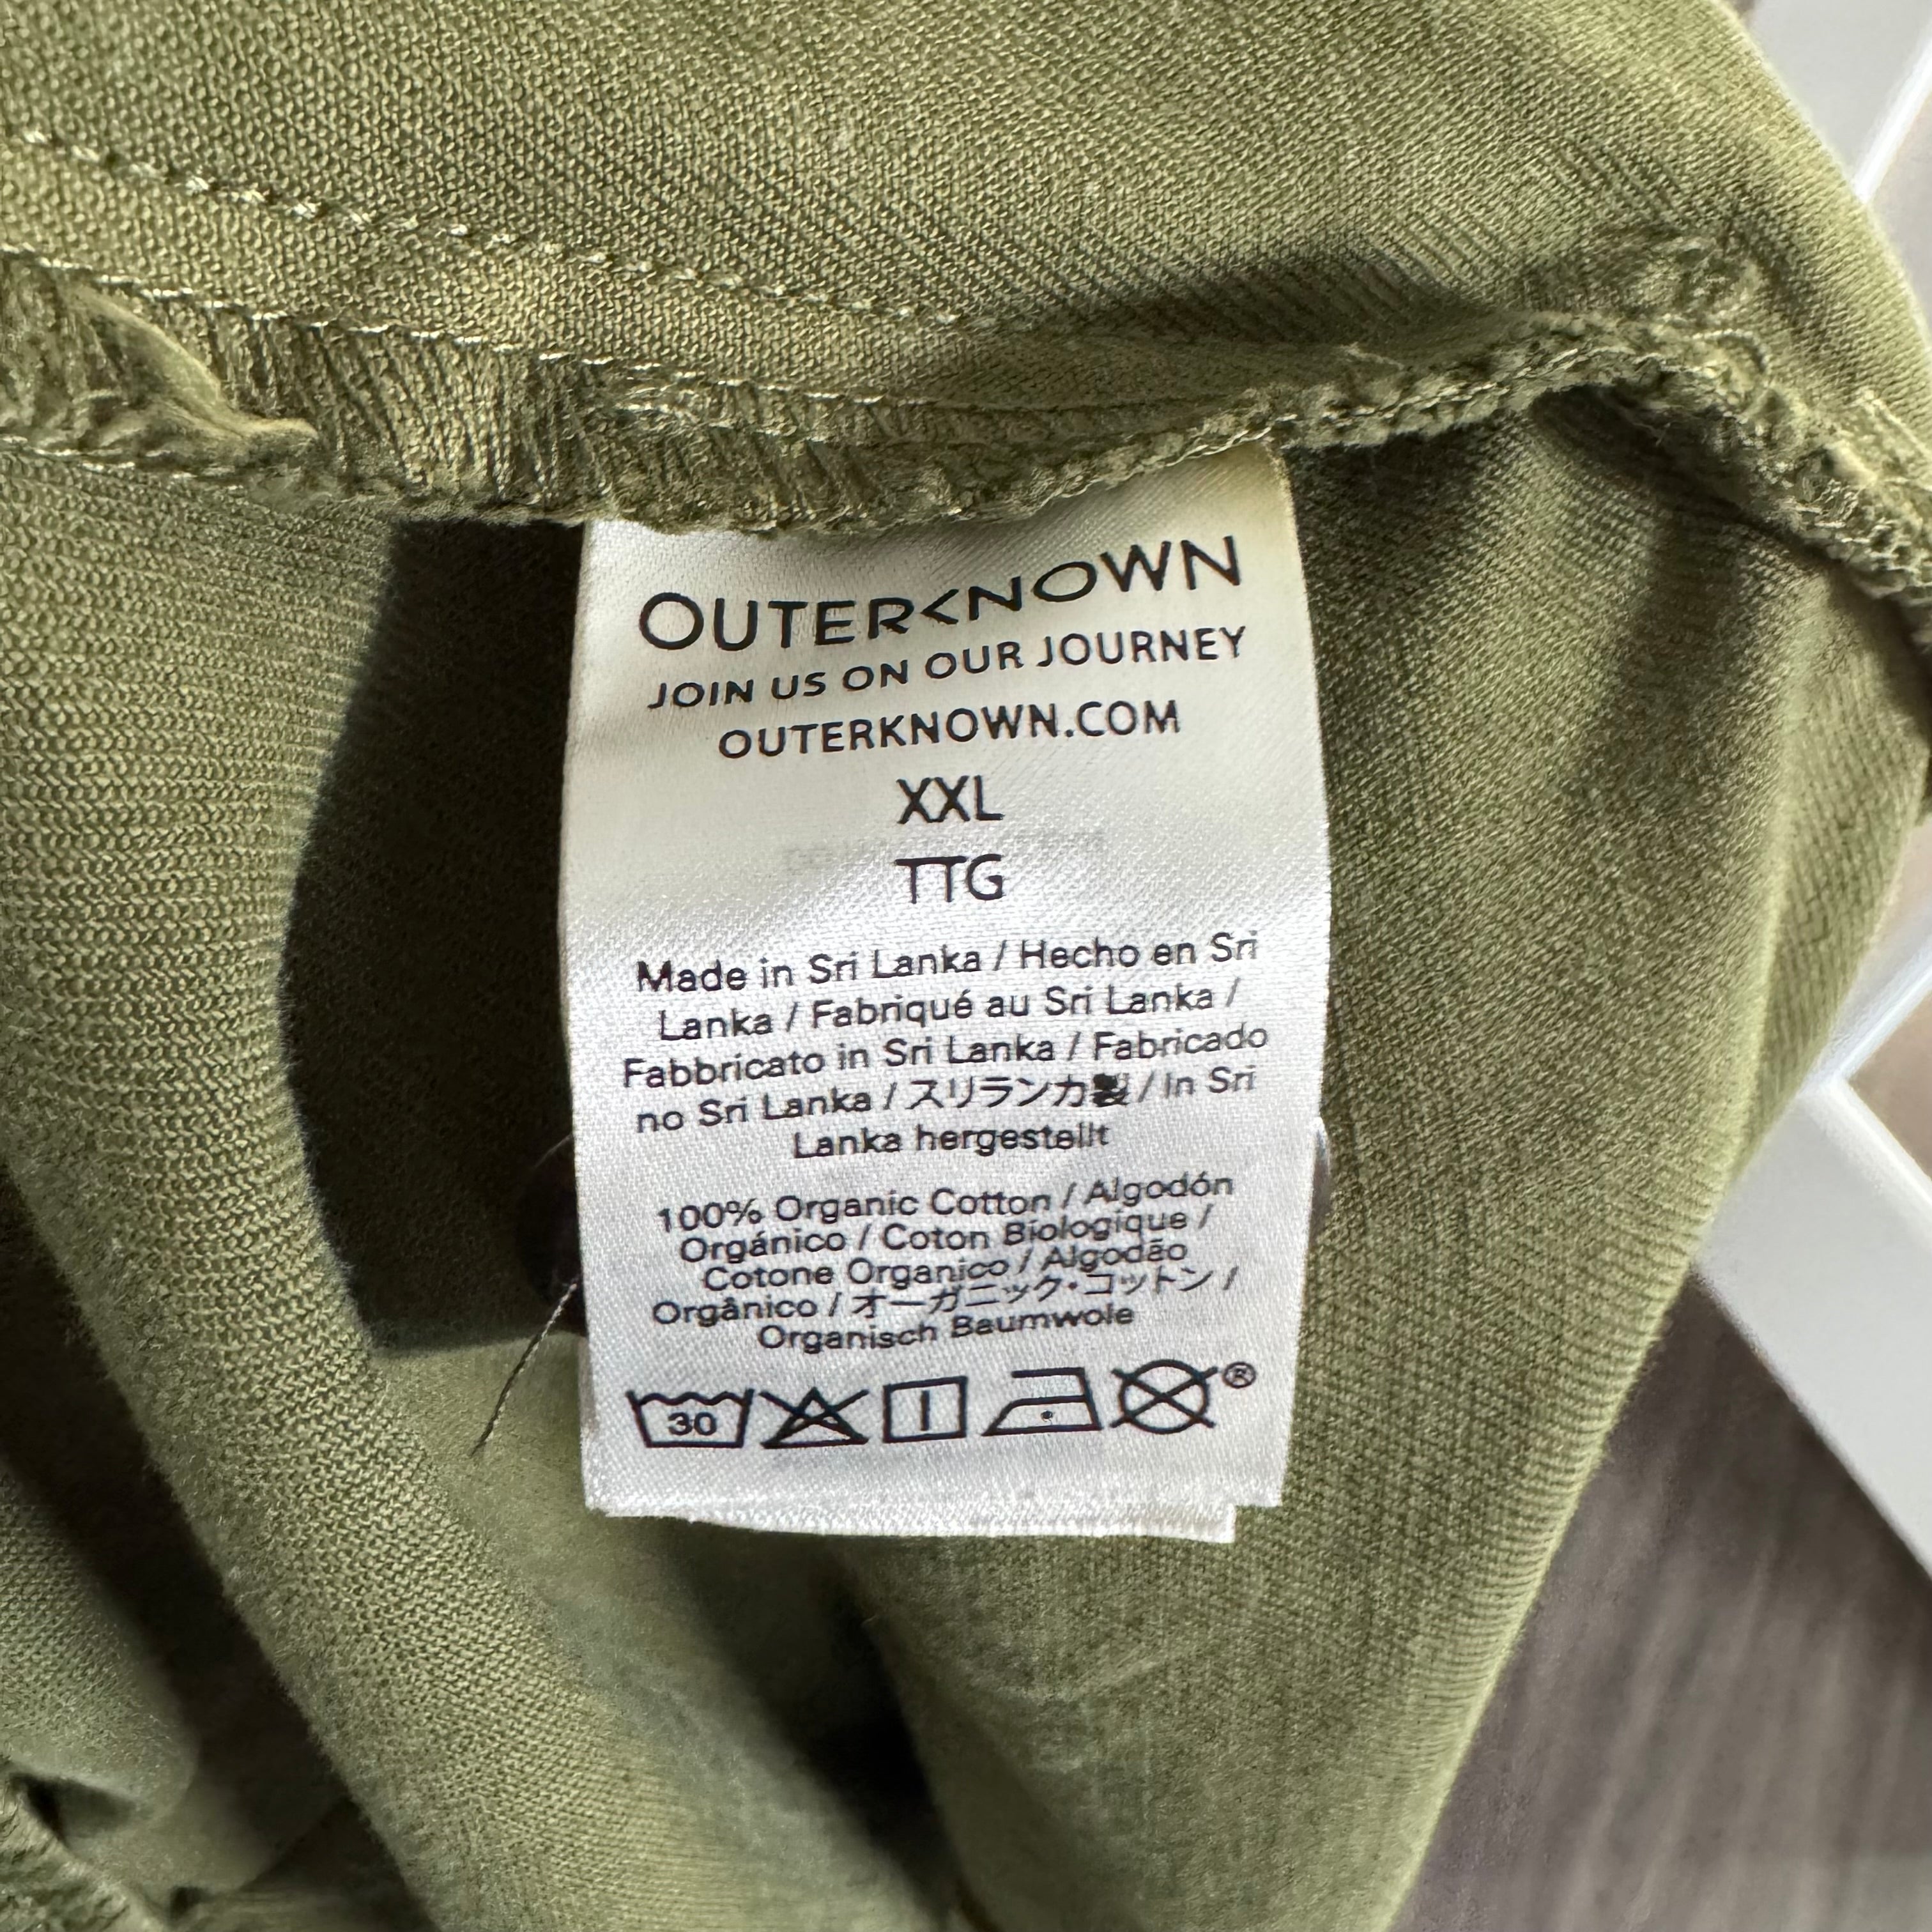 OUTERKNOWN
JOIN US ON OUR JOURNEY
OUTERKNOWN.COM
XXL
TTG
Made in Sri Lanka / Hecho en Sri
Lanka / Fabriqué au Sri Lanka /
Fabbricato in Sri Lanka / Fabricado
no Sri Lanka / スリランカ製 / In Sri
Lanka hergestellt
100% Organic Cotton / Algodón
Orgánico / Coton Biologique /
Cotone Organico / Algodão
Orgânico / オーガニック・コットン /
Organisch Baumwole
30 ®